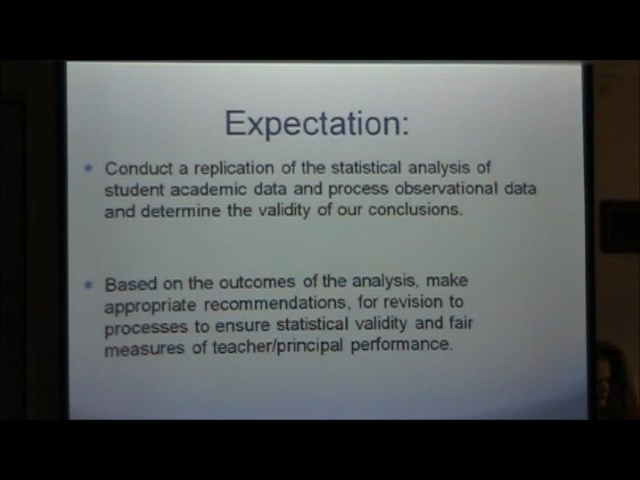 Expectation:
Conduct a replication of the statistical analysis of
student academic data and process observational data
and determine the validity of our conclusions.
Based on the outcomes of the analysis, make
appropriate recommendations, for revision to
processes to ensure statistical validity and fair
measures of teacher/principal performance.